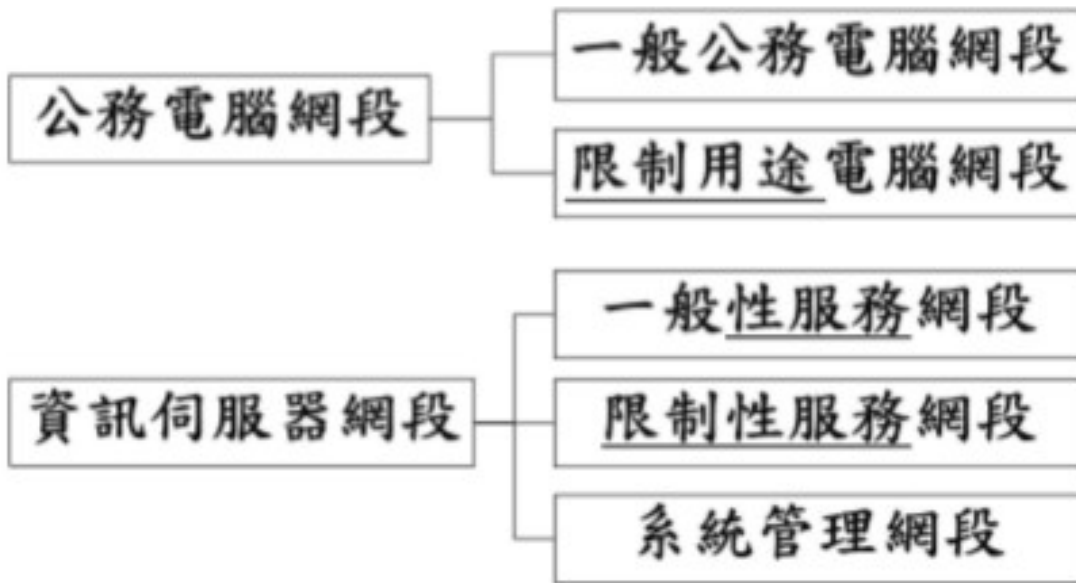 公務電腦網段
一般公務電腦網段
限制用途電腦網段
資訊伺服器網段
一般性服務網段
限制性服務網段
系統管理網段